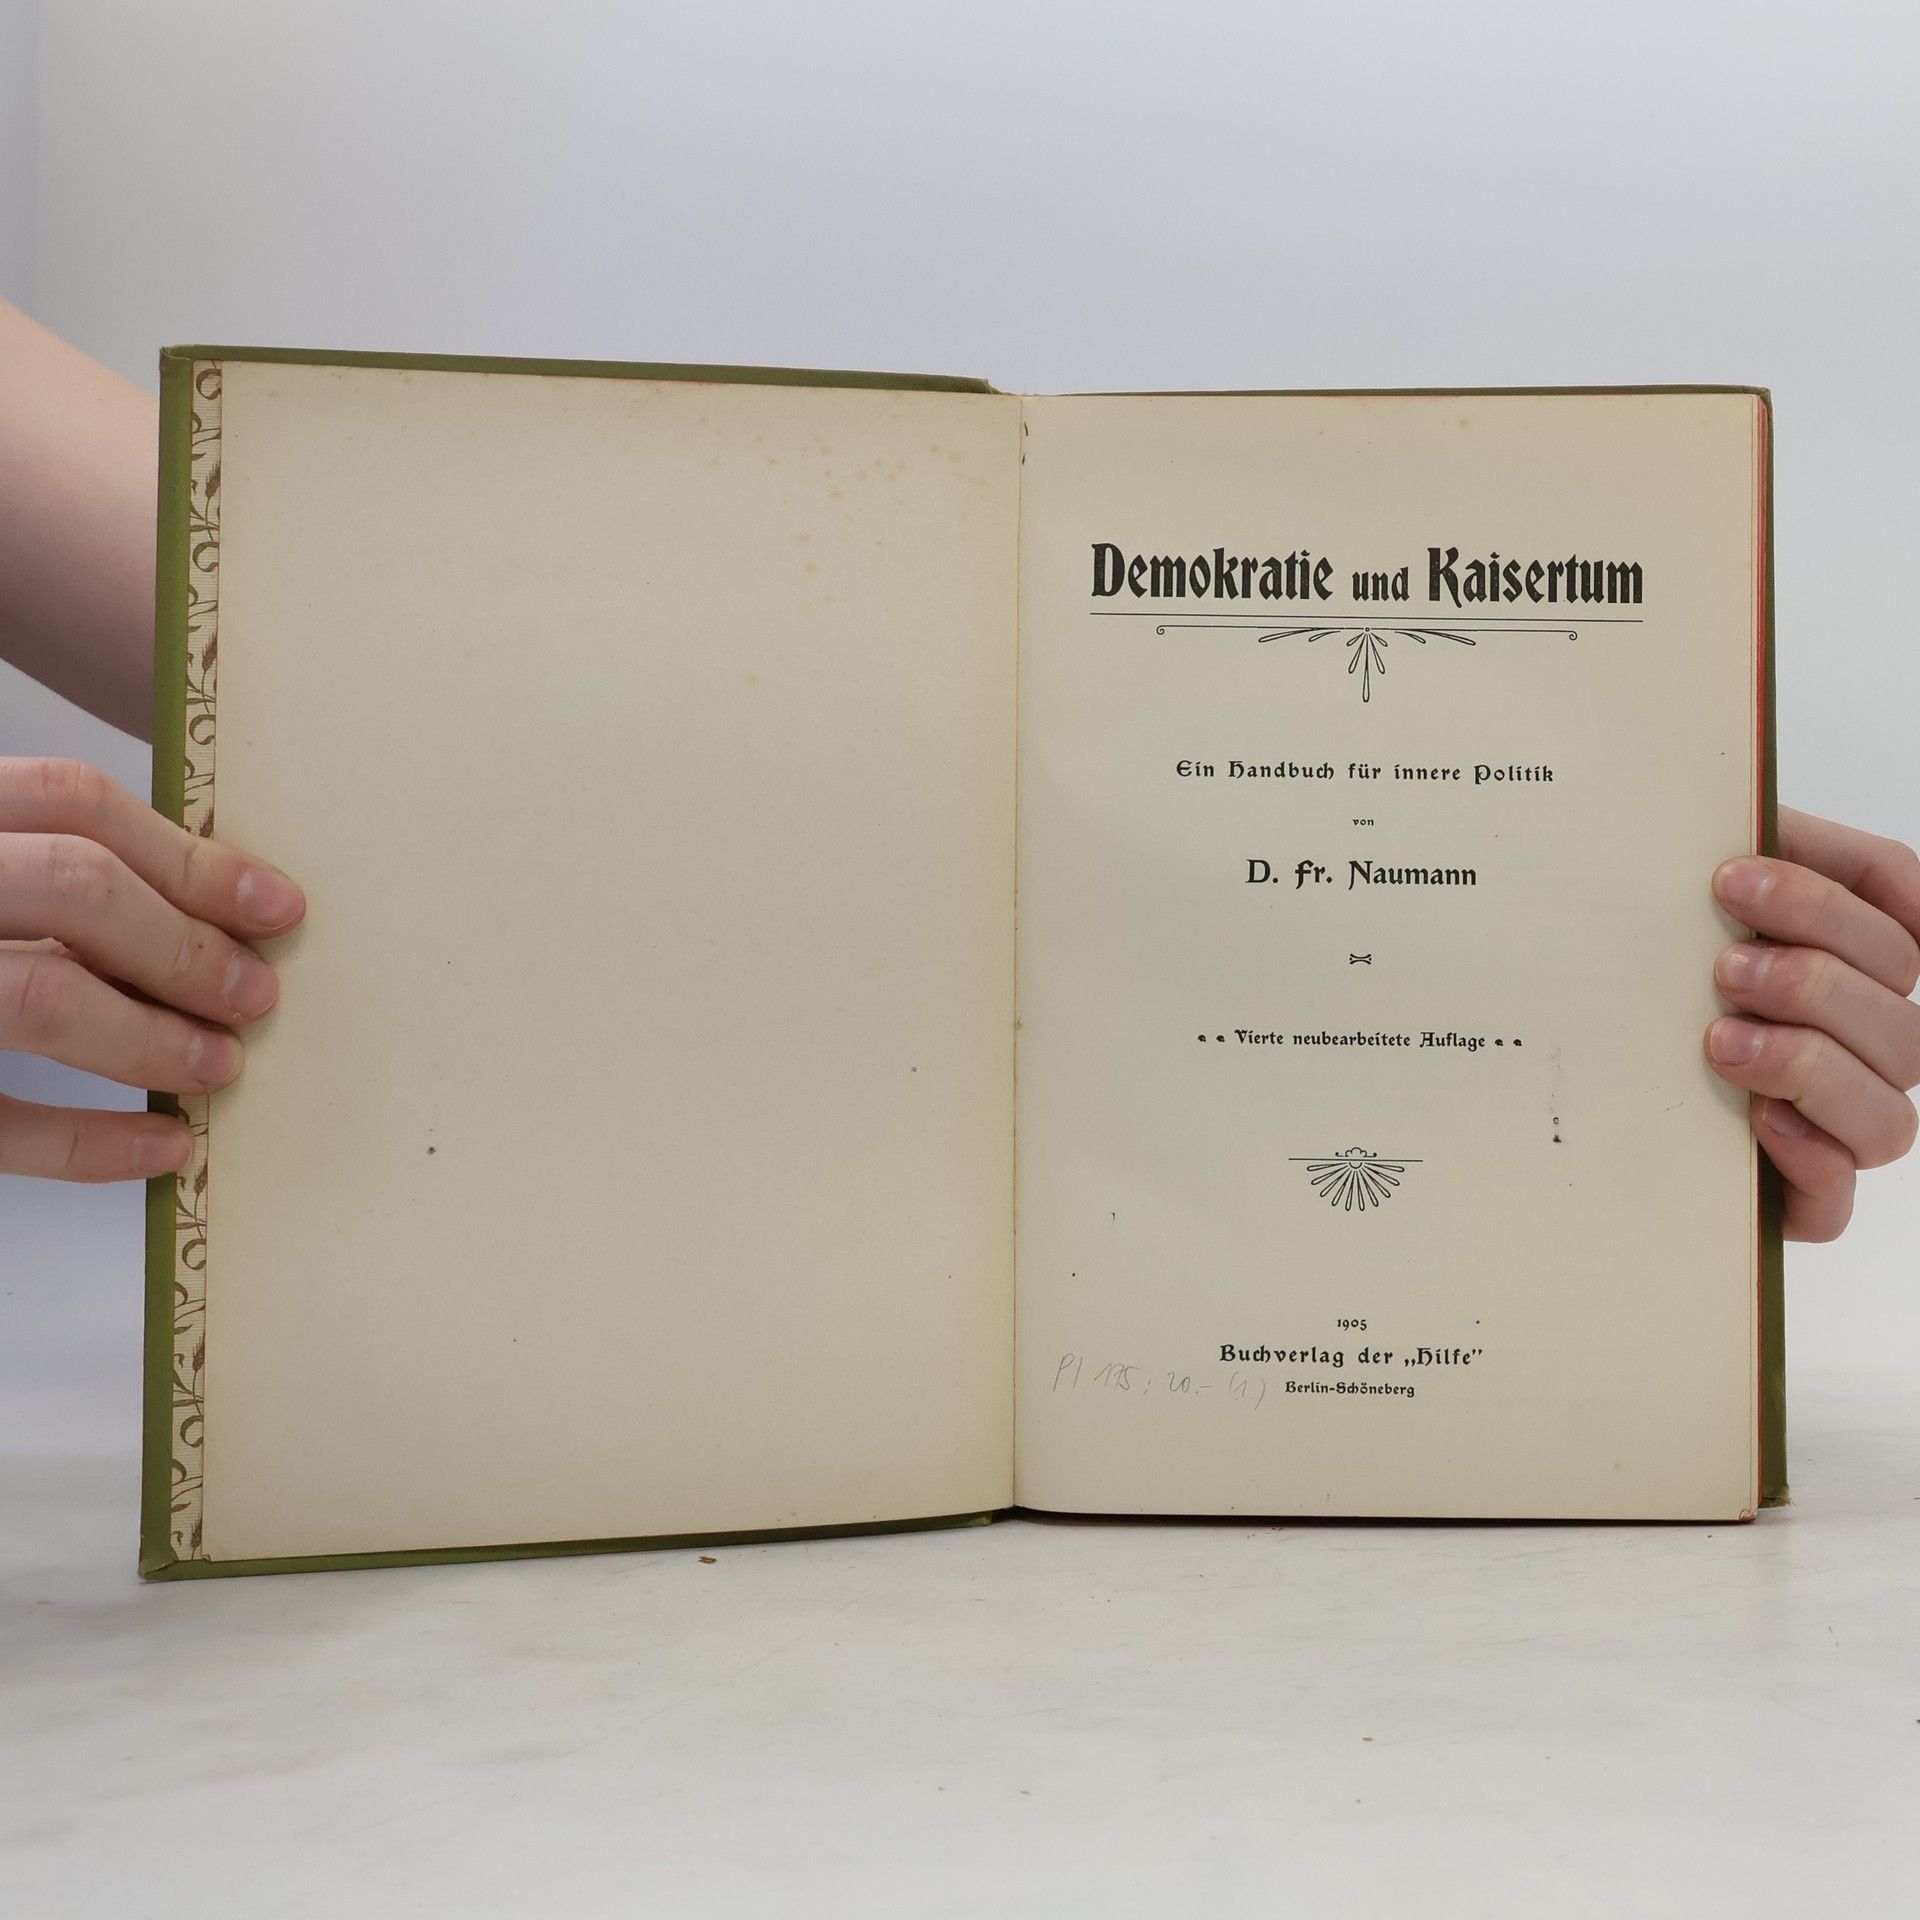 Demokratie und Kaisertum
Ein Handbuch für innere Politik
von
D. Fr. Naumann
Vierte neubearbeitete Auflage
1905
Buchverlag der „Hilfe”
Berlin-Schöneberg